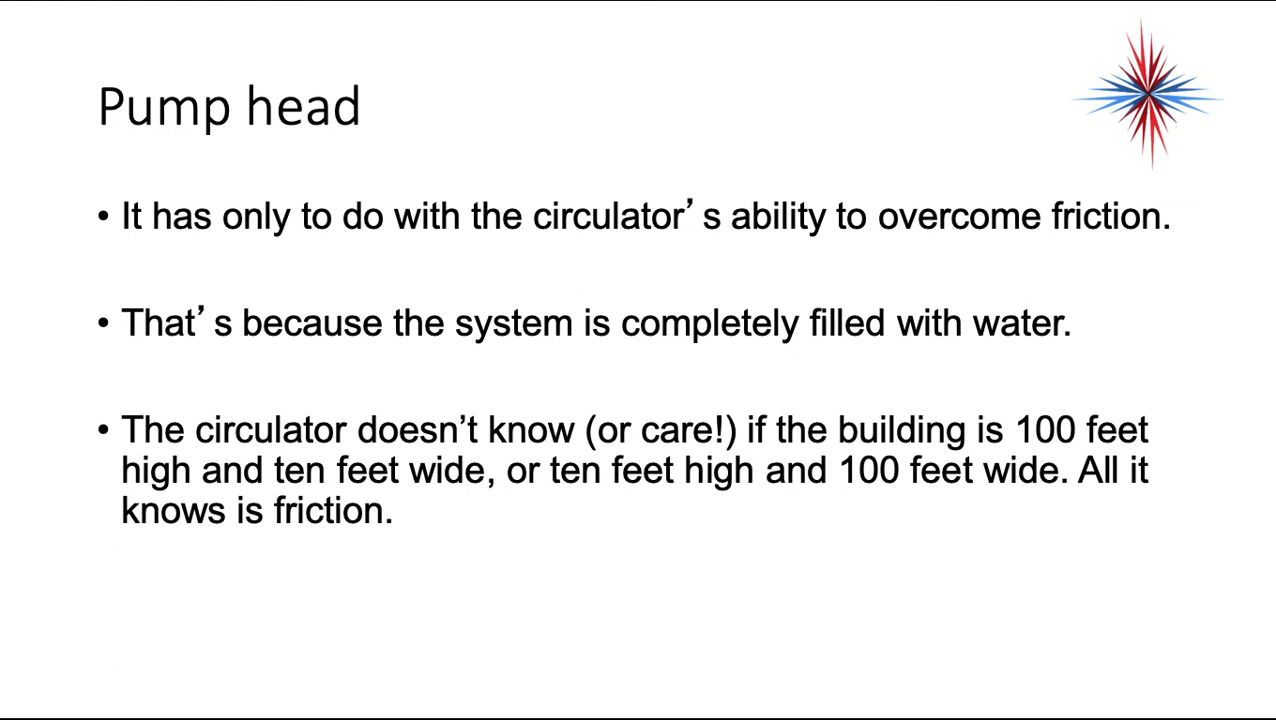 Pump head
• It has only to do with the circulator’s ability to overcome friction.
• That’s because the system is completely filled with water.
• The circulator doesn’t know (or care!) if the building is 100 feet
high and ten feet wide, or ten feet high and 100 feet wide. All it
knows is friction.